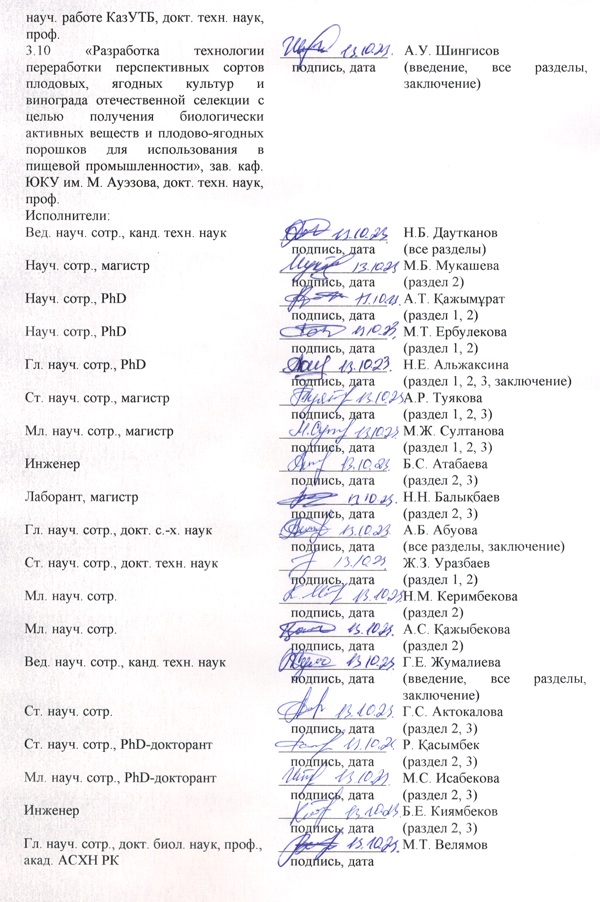 науч. работе КазУТБ, докт. техн. наук,
проф.
3.10 «Разработка технологии 13.10.23. А.У. Шингисов
переработки перспективных сортов подпись, дата (введение, все разделы,
плодовых, ягодных культур и заключение)
винограда отечественной селекции с
целью получения биологически
активных веществ и плодово-ягодных
порошков для использования в
пищевой промышленности», зав. каф.
ЮКУ им. М. Ауэзова, докт. техн. наук,
проф.
Исполнители:
Вед. науч. сотр., канд. техн. наук 13.10.23 Н.Б. Даутканов
подпись, дата (все разделы)
Науч. сотр., магистр 13.10.23 М.Б. Мукашева
подпись, дата (раздел 2)
Науч. сотр., PhD А.Т. Қажымұрат
подпись, дата (раздел 1, 2)
Науч. сотр., PhD 13.10.23 М.Т. Ербулекова
подпись, дата (раздел 1, 2)
Гл. науч. сотр., PhD 13.10.23. Н.Е. Альжаксина
подпись, дата (раздел 1, 2, 3, заключение)
Ст. науч. сотр., магистр 13.10.23 А.Р. Туякова
подпись, дата (раздел 1, 2, 3)
Мл. науч. сотр., магистр 13.10.23 М.Ж. Султанова
подпись, дата (раздел 1, 2, 3)
Инженер 13.10.23 Б.С. Атабаева
подпись, дата (раздел 2, 3)
Лаборант, магистр 13.10.23 Н.Н. Балықбаев
подпись, дата (раздел 2, 3)
Гл. науч. сотр., докт. с.-х. наук 13.10.23 А.Б. Абуова
подпись, дата (все разделы, заключение)
Ст. науч. сотр., докт. техн. наук 13.10.23 Ж.З. Уразбаев
подпись, дата (раздел 1, 2)
Мл. науч. сотр. 13.10.23 Н.М. Керимбекова
подпись, дата (раздел 2)
Мл. науч. сотр. 13.10.23. А.С. Қажыбекова
подпись, дата (раздел 2)
Вед. науч. сотр., канд. техн. наук 13.10.23 Г.Е. Жумалиева
подпись, дата (введение, все разделы,
заключение)
Ст. науч. сотр. 13.10.23. Г.С. Актокалова
подпись, дата (раздел 2, 3)
Ст. науч. сотр., PhD-докторант 13.10.23 Р. Қасымбек
подпись, дата (раздел 2, 3)
Мл. науч. сотр., PhD-докторант 13.10.23 М.С. Исабекова
подпись, дата (раздел 2, 3)
Инженер 13.10.23 Б.Е. Киямбеков
подпись, дата (раздел 2, 3)
Гл. науч. сотр., докт. биол. наук, проф., 13.10.23 М.Т. Велямов
акад. АСХН РК подпись, дата